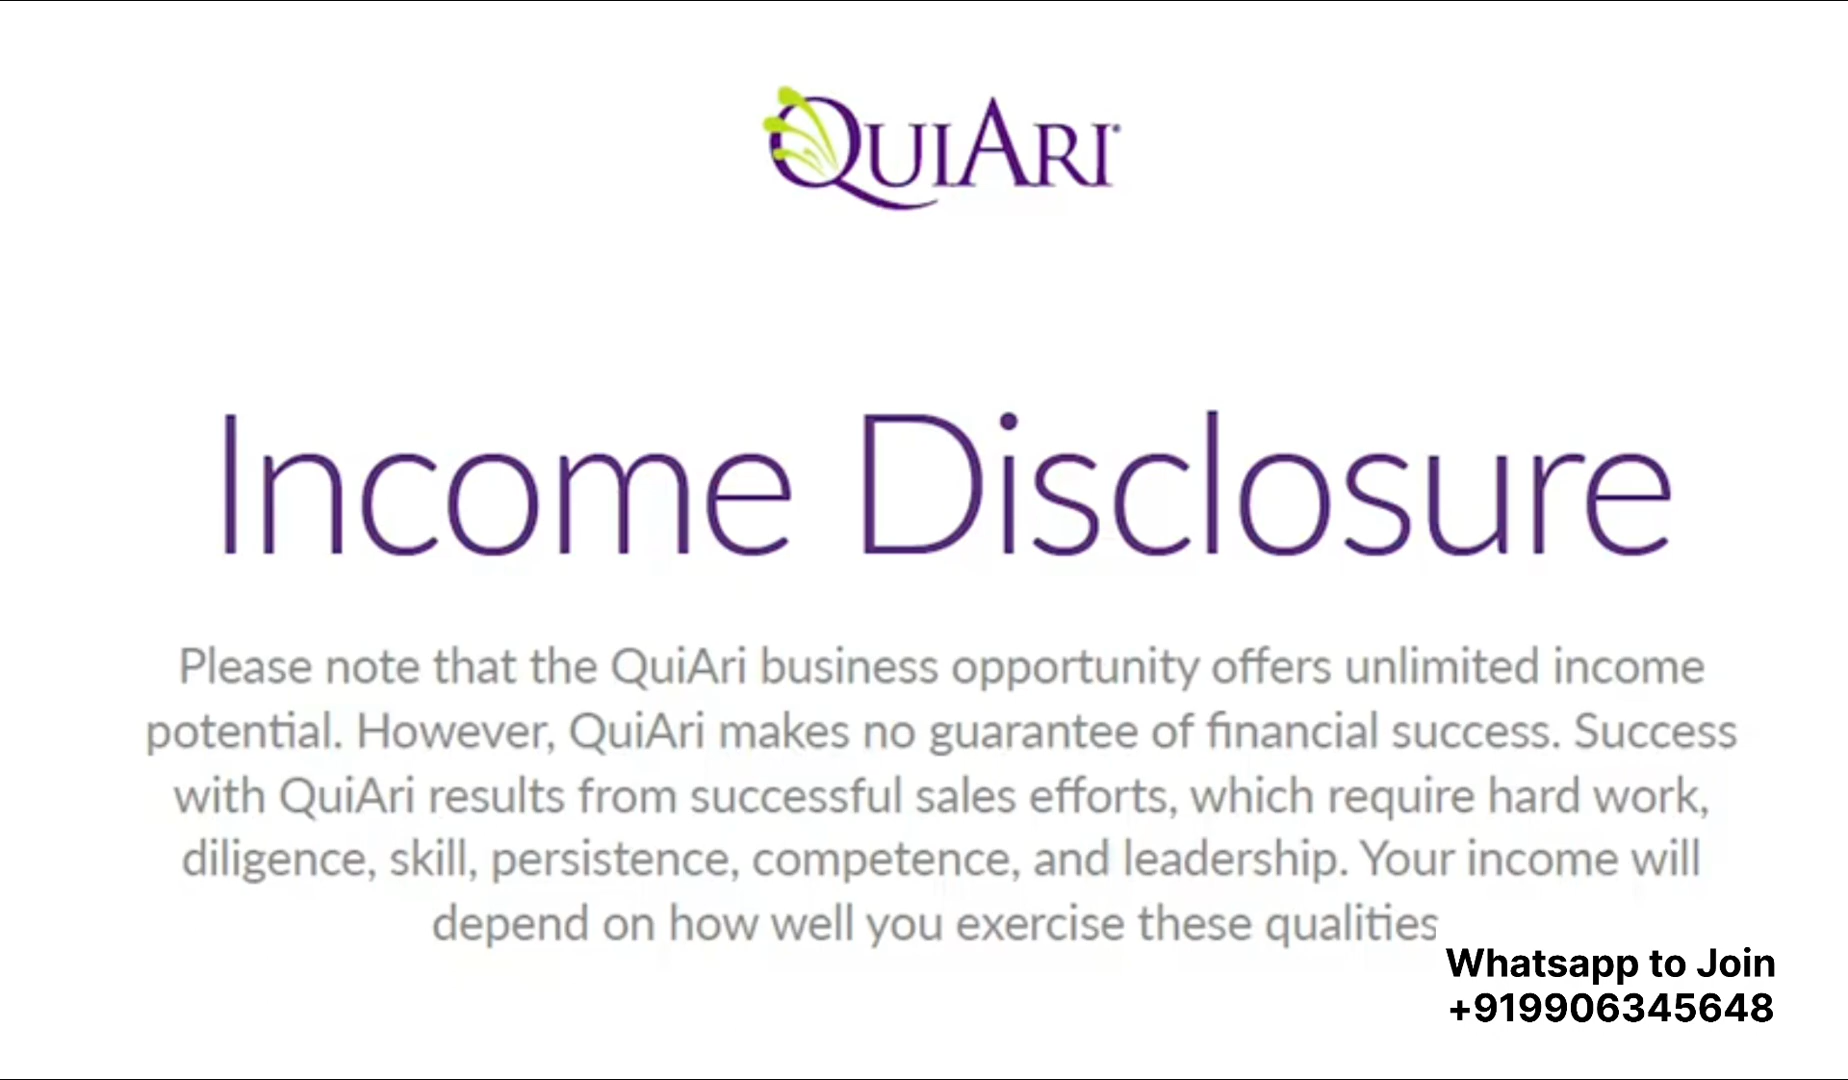 QUIARI
Income Disclosure
Please note that the QuiAri business opportunity offers unlimited income
potential. However, QuiAri makes no guarantee of financial success. Success
with QuiAri results from successful sales efforts, which require hard work,
diligence, skill, persistence, competence, and leadership. Your income will
depend on how well you exercise these qualities
Whatsapp to Join
+919906345648